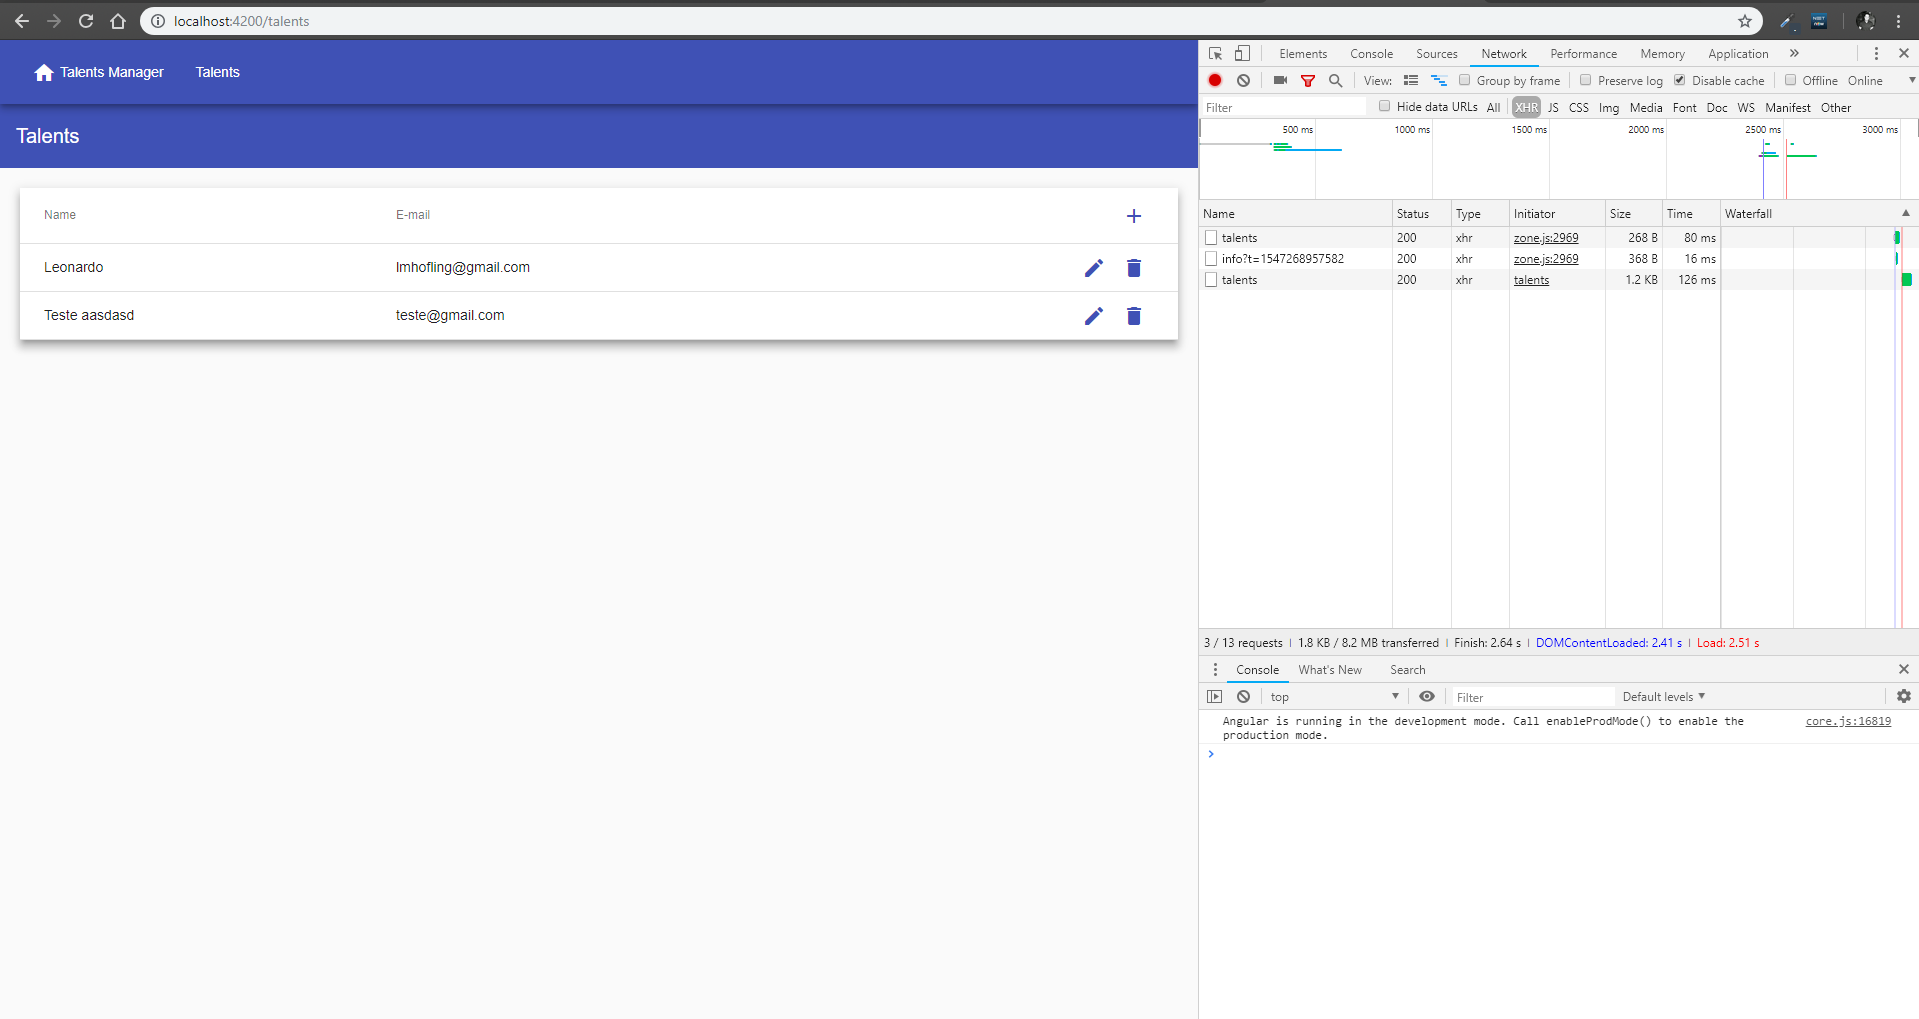 localhost:4200/talents
Talents Manager Talents
Talents
Name E-mail
Leonardo lmhofling@gmail.com
Teste aasdasd teste@gmail.com
Elements Console Sources Network Performance Memory Application
View: Group by frame Preserve log Disable cache Offline Online
Filter Hide data URLs All XHR JS CSS Img Media Font Doc WS Manifest Other
500 ms 1000 ms 1500 ms 2000 ms 2500 ms 3000 ms
Name Status Type Initiator Size Time Waterfall
talents 200 xhr zone.js:2969 268 B 80 ms
info?t=1547268957582 200 xhr zone.js:2969 368 B 16 ms
talents 200 xhr talents 1.2 KB 126 ms
3 / 13 requests | 1.8 KB / 8.2 MB transferred | Finish: 2.64 s | DOMContentLoaded: 2.41 s | Load: 2.51 s
Console What's New Search
top Filter Default levels
Angular is running in the development mode. Call enableProdMode() to enable the core.js:16819
production mode.